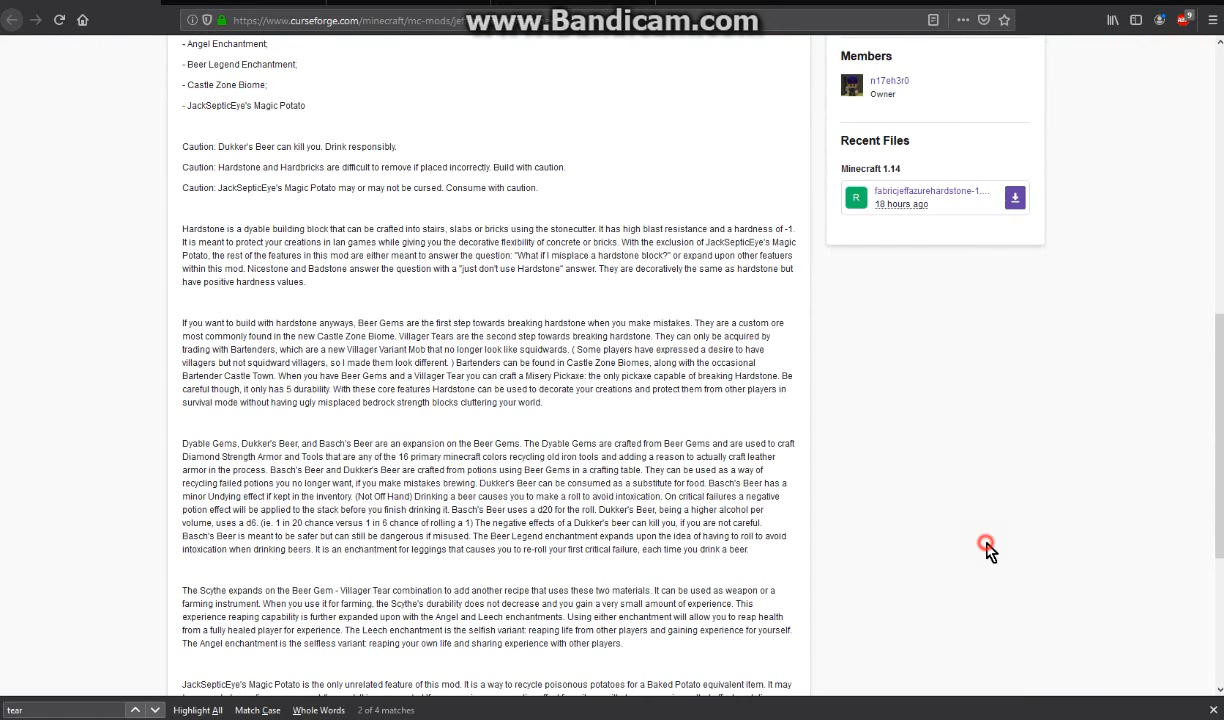 https://www.curseforge.com/minecraft/mc-mods/jef
www.Bandicam.com
9
- Angel Enchantment;
- Beer Legend Enchantment;
- Castle Zone Biome;
- JackSepticEye's Magic Potato
Caution: Dukker's Beer can kill you. Drink responsibly.
Caution: Hardstone and Hardbricks are difficult to remove if placed incorrectly. Build with caution.
Caution: JackSepticEye's Magic Potato may or may not be cursed. Consume with caution.
Hardstone is a dyable building block that can be crafted into stairs, slabs or bricks using the stonecutter. It has high blast resistance and a hardness of -1.
It is meant to protect your creations in lan games while giving you the decorative flexibility of concrete or bricks. With the exclusion of JackSepticEye's Magic
Potato, the rest of the features in this mod are either meant to answer the question: "What if I misplace a hardstone block?" or expand upon other featuers
within this mod. Nicestone and Badstone answer the question with a "just don't use Hardstone" answer. They are decoratively the same as hardstone but
have positive hardness values.
If you want to build with hardstone anyways, Beer Gems are the first step towards breaking hardstone when you make mistakes. They are a custom ore
most commonly found in the new Castle Zone Biome. Villager Tears are the second step towards breaking hardstone. They can only be acquired by
trading with Bartenders, which are a new Villager Variant Mob that no longer look like squidwards. ( Some players have expressed a desire to have
villagers but not squidward villagers, so I made them look different. ) Bartenders can be found in Castle Zone Biomes, along with the occasional
Bartender Castle Town. When you have Beer Gems and a Villager Tear you can craft a Misery Pickaxe: the only pickaxe capable of breaking Hardstone. Be
careful though, it only has 5 durability. With these core features Hardstone can be used to decorate your creations and protect them from other players in
survival mode without having ugly misplaced bedrock strength blocks cluttering your world.
Dyable Gems, Dukker's Beer, and Basch's Beer are an expansion on the Beer Gems. The Dyable Gems are crafted from Beer Gems and are used to craft
Diamond Strength Armor and Tools that are any of the 16 primary minecraft colors recycling old iron tools and adding a reason to actually craft leather
armor in the process. Basch's Beer and Dukker's Beer are crafted from potions using Beer Gems in a crafting table. They can be used as a way of
recycling failed potions you no longer want, if you make mistakes brewing. Dukker's Beer can be consumed as a substitute for food. Basch's Beer has a
minor Undying effect if kept in the inventory. (Not Off Hand) Drinking a beer causes you to make a roll to avoid intoxication. On critical failures a negative
potion effect will be applied to the stack before you finish drinking it. Basch's Beer uses a d20 for the roll. Dukker's Beer, being a higher alcohol per
volume, uses a d6. (ie. 1 in 20 chance versus 1 in 6 chance of rolling a 1) The negative effects of a Dukker's beer can kill you, if you are not careful.
Basch's Beer is meant to be safer but can still be dangerous if misused. The Beer Legend enchantment expands upon the idea of having to roll to avoid
intoxication when drinking beers. It is an enchantment for leggings that causes you to re-roll your first critical failure, each time you drink a beer.
The Scythe expands on the Beer Gem - Villager Tear combination to add another recipe that uses these two materials. It can be used as weapon or a
farming instrument. When you use it for farming, the Scythe's durability does not decrease and you gain a very small amount of experience. This
experience reaping capability is further expanded upon with the Angel and Leech enchantments. Using either enchantment will allow you to reap health
from a fully healed player for experience. The Leech enchantment is the selfish variant: reaping life from other players and gaining experience for yourself.
The Angel enchantment is the selfless variant: reaping your own life and sharing experience with other players.
JackSepticEye's Magic Potato is the only unrelated feature of this mod. It is a way to recycle poisonous potatoes for a Baked Potato equivalent item. It may
Members
n17eh3r0
Owner
Recent Files
Minecraft 1.14
R
fabricjeffazurehardstone-1....
18 hours ago
tear
Highlight All
Match Case
Whole Words
2 of 4 matches